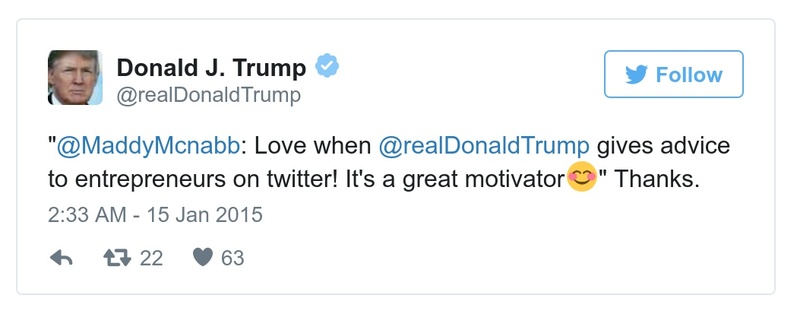 Donald J. Trump
Follow
@realDonaldTrump
"@MaddyMcnabb: Love when @realDonaldTrump gives advice
to entrepreneurs on twitter! It's a great motivator😊" Thanks.
2:33 AM - 15 Jan 2015
22 63